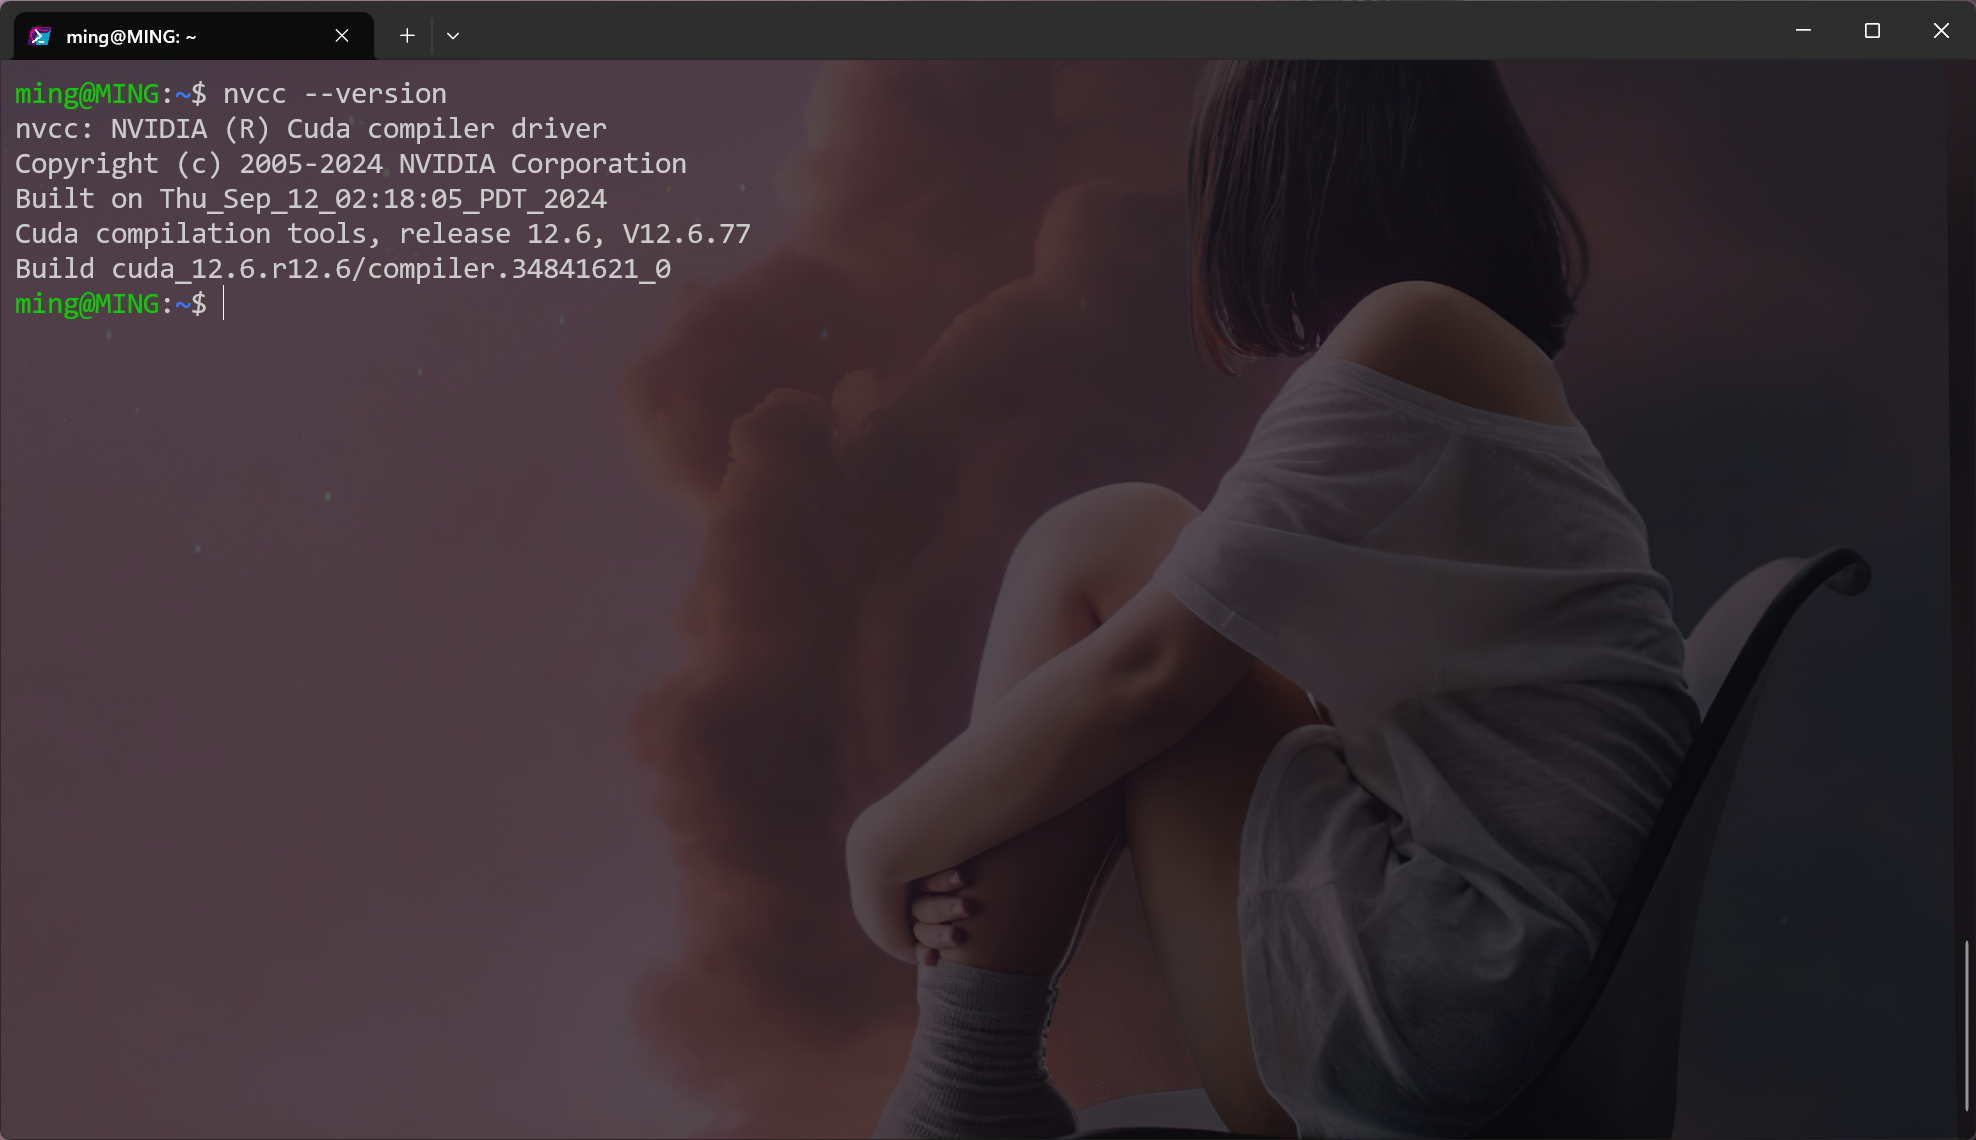 ming@MING: ~
ming@MING:~$ nvcc --version
nvcc: NVIDIA (R) Cuda compiler driver
Copyright (c) 2005-2024 NVIDIA Corporation
Built on Thu_Sep_12_02:18:05_PDT_2024
Cuda compilation tools, release 12.6, V12.6.77
Build cuda_12.6.r12.6/compiler.34841621_0
ming@MING:~$